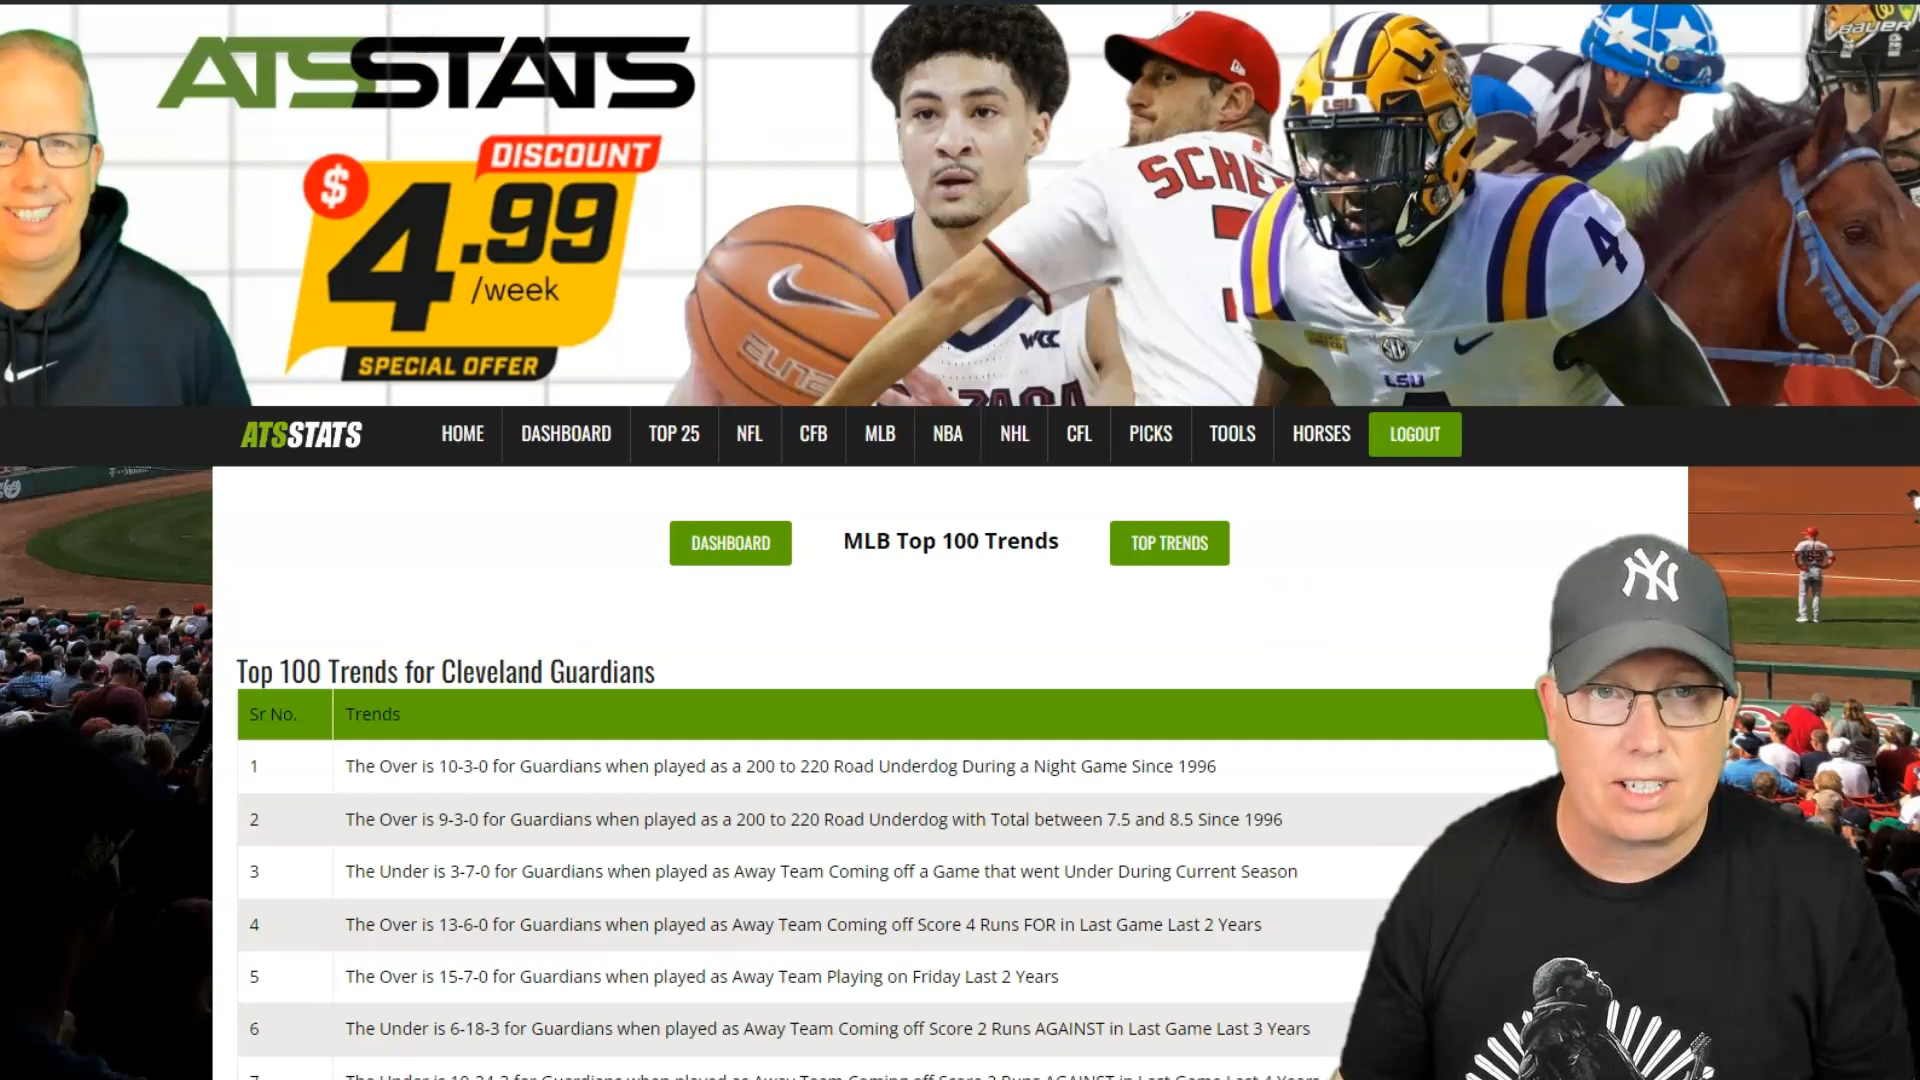 ATSSTATS
DISCOUNT
$
4.99
/week
SPECIAL OFFER
ELITE
WCC
SCHE
LSU
4
SEC
LSU
BAUER
ATSSTATS
HOME
DASHBOARD
TOP 25
NFL
CFB
MLB
NBA
NHL
CFL
PICKS
TOOLS
HORSES
LOGOUT
DASHBOARD
MLB Top 100 Trends
TOP TRENDS
NY
Top 100 Trends for Cleveland Guardians
Sr No.
Trends
1 The Over is 10-3-0 for Guardians when played as a 200 to 220 Road Underdog During a Night Game Since 1996
2 The Over is 9-3-0 for Guardians when played as a 200 to 220 Road Underdog with Total between 7.5 and 8.5 Since 1996
3 The Under is 3-7-0 for Guardians when played as Away Team Coming off a Game that went Under During Current Season
4 The Over is 13-6-0 for Guardians when played as Away Team Coming off Score 4 Runs FOR in Last Game Last 2 Years
5 The Over is 15-7-0 for Guardians when played as Away Team Playing on Friday Last 2 Years
6 The Under is 6-18-3 for Guardians when played as Away Team Coming off Score 2 Runs AGAINST in Last Game Last 3 Years